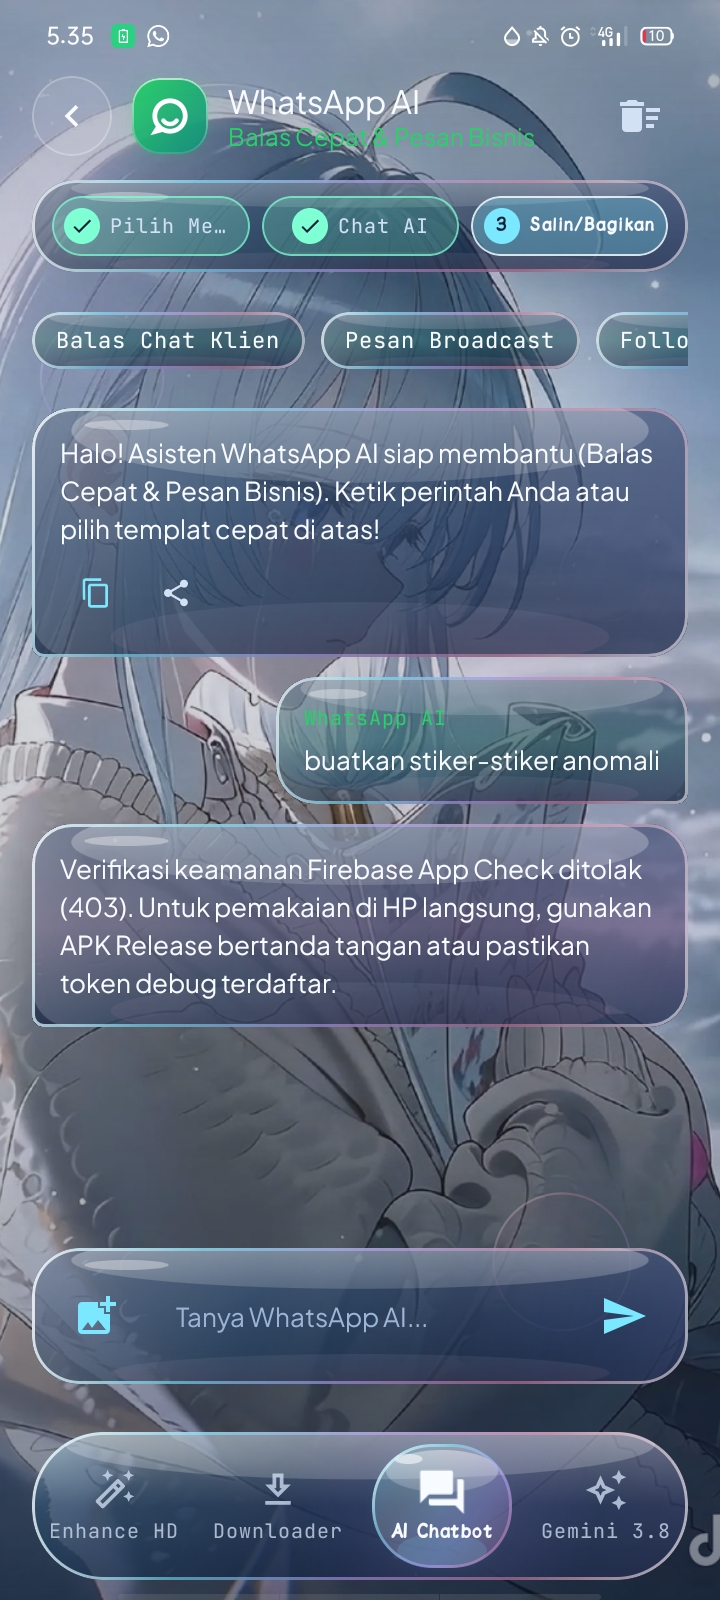 5.35
4G
10
WhatsApp AI
Balas Cepat & Pesan Bisnis
Pilih Me…
Chat AI
3 Salin/Bagikan
Balas Chat Klien
Pesan Broadcast
Follo
Halo! Asisten WhatsApp AI siap membantu (Balas
Cepat & Pesan Bisnis). Ketik perintah Anda atau
pilih templat cepat di atas!
WhatsApp AI
buatkan stiker-stiker anomali
Verifikasi keamanan Firebase App Check ditolak
(403). Untuk pemakaian di HP langsung, gunakan
APK Release bertanda tangan atau pastikan
token debug terdaftar.
Tanya WhatsApp AI...
Enhance HD
Downloader
AI Chatbot
Gemini 3.8